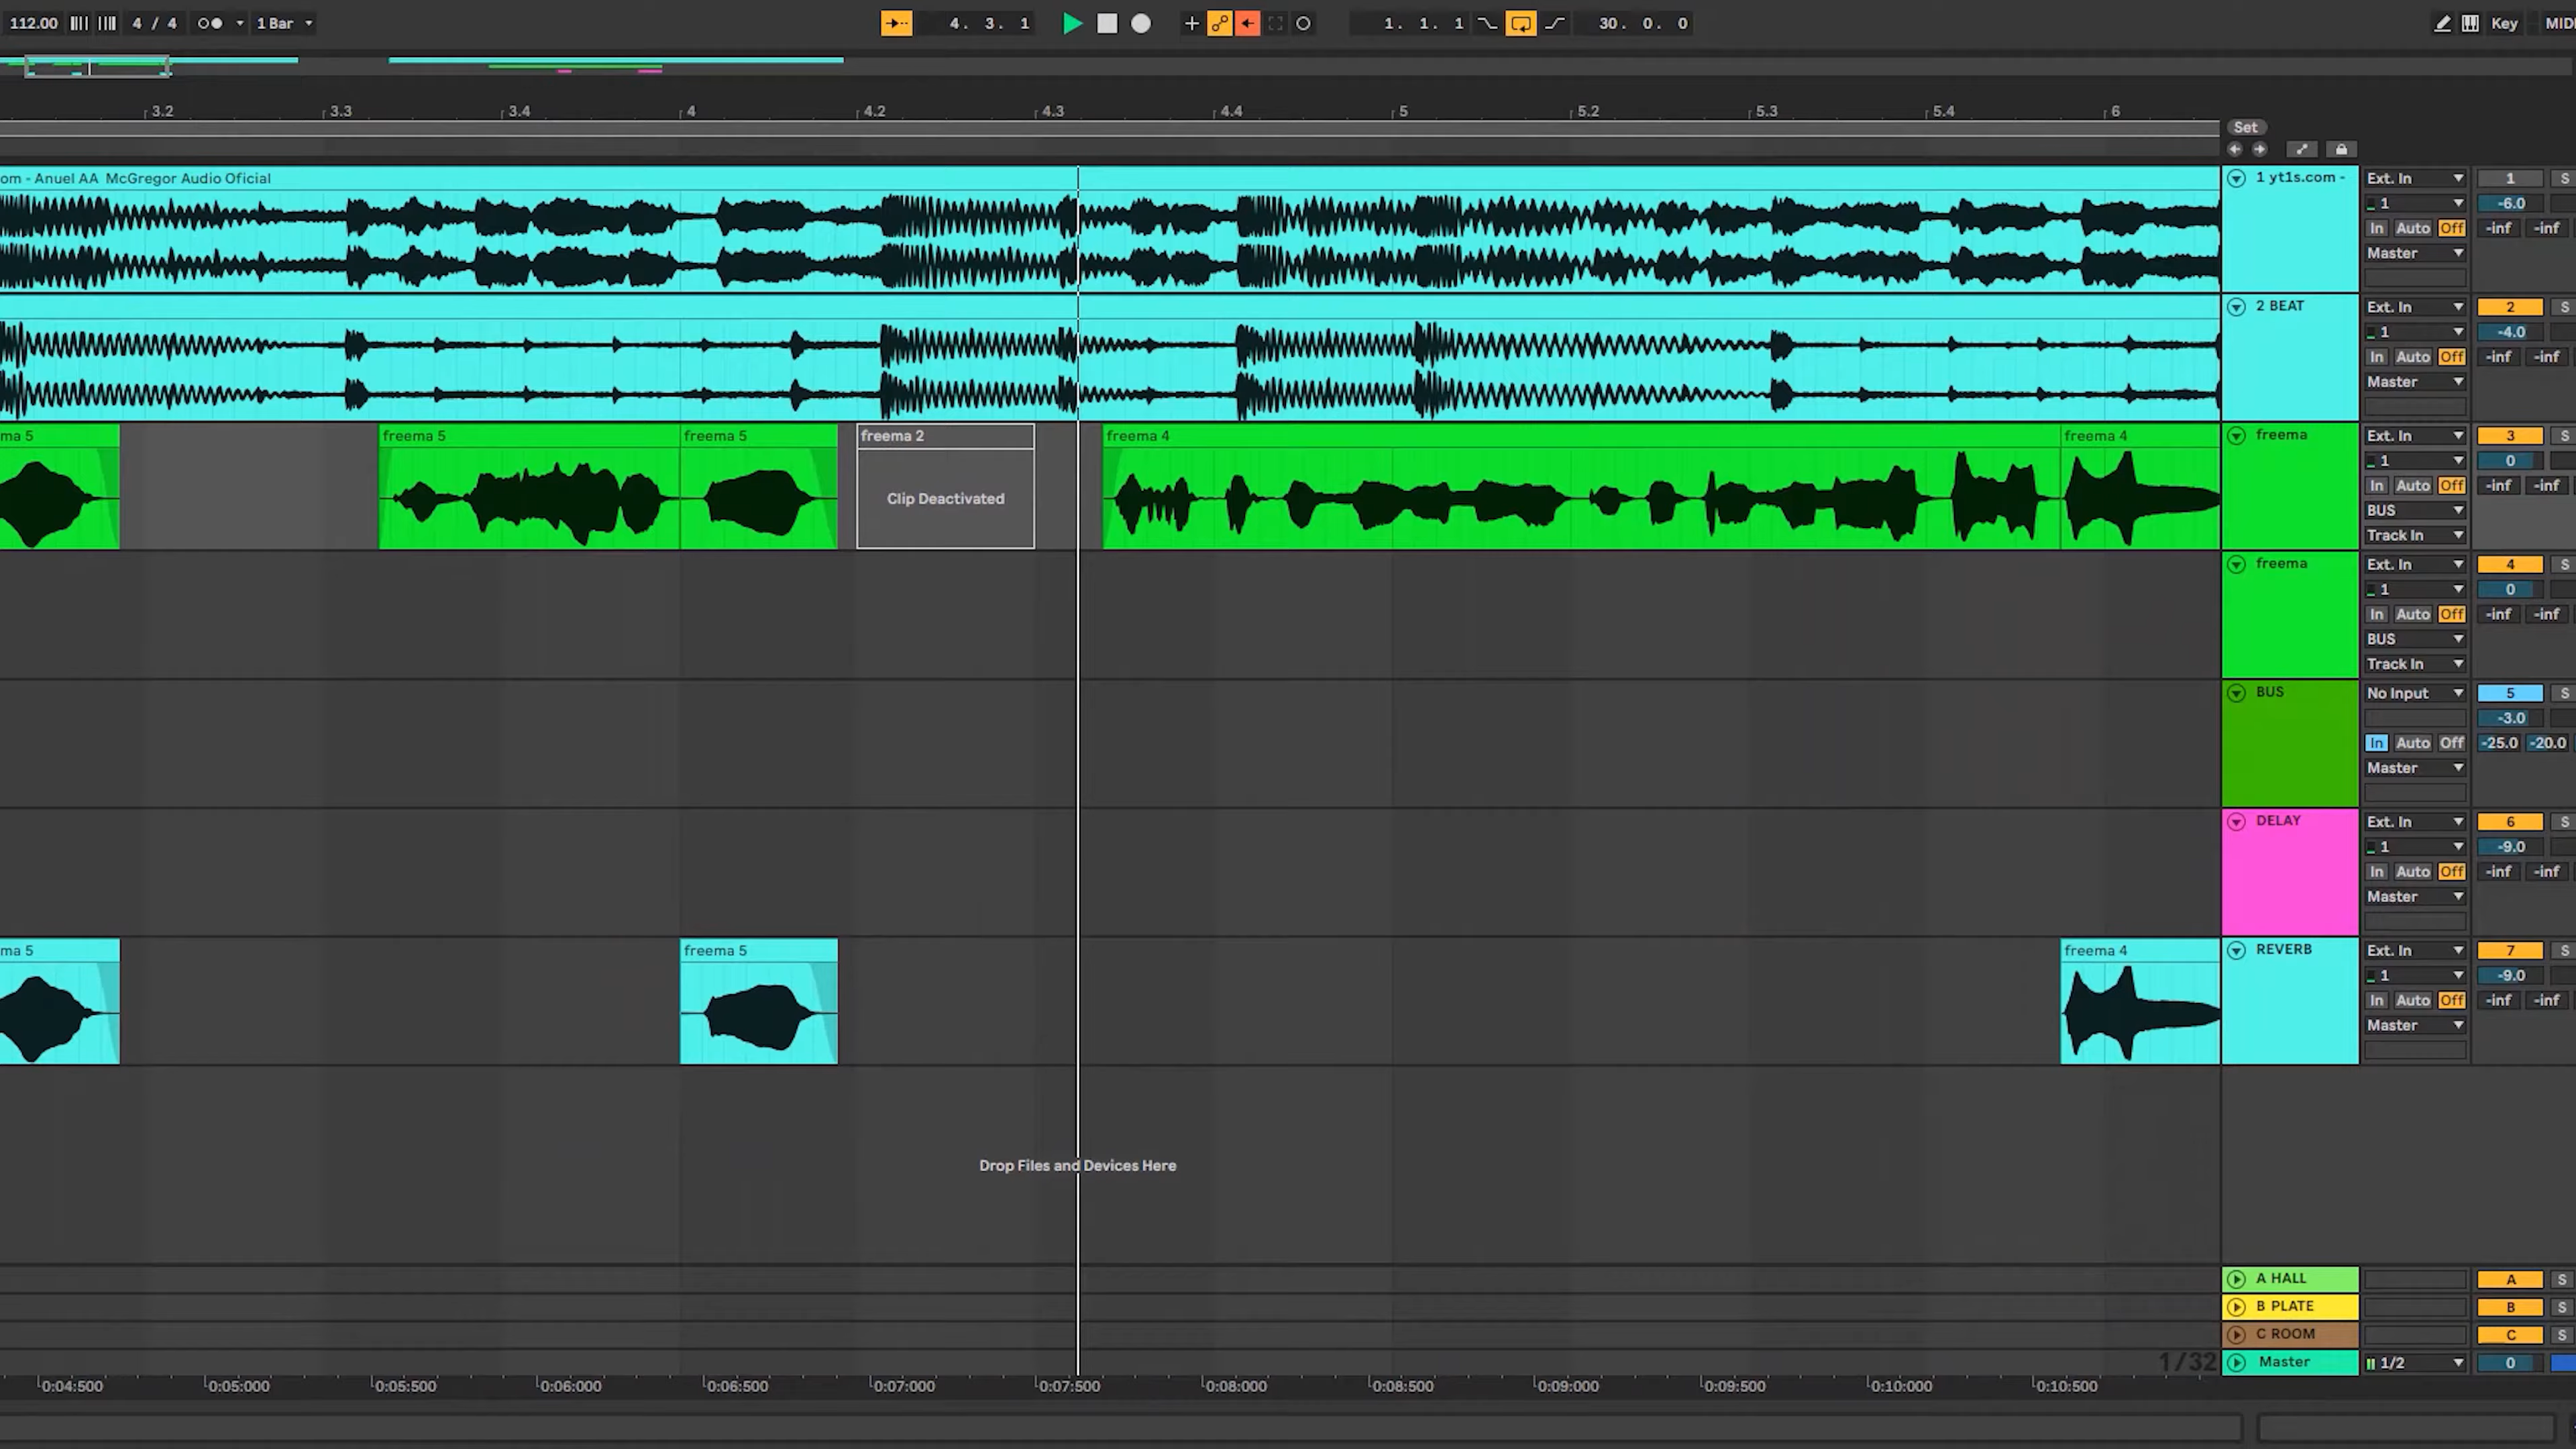 112.00 4 / 4 1 Bar 4. 3. 1 1. 1. 1 30. 0. 0 Key MIDI
3.2 3.3 3.4 4 4.2 4.3 4.4 5 5.2 5.3 5.4 6
Set
om - Anuel AA McGregor Audio Oficial 1 yt1s.com - Ext. In 1 S
1 -6.0
In Auto Off -inf -inf
Master
2 BEAT Ext. In 2 S
1 -4.0
In Auto Off -inf -inf
Master
ma 5 freema 5 freema 5 freema 2 freema 4 freema 4 freema Ext. In 3 S
1 0
In Auto Off -inf -inf
Clip Deactivated
BUS
Track In
freema Ext. In 4 S
1 0
In Auto Off -inf -inf
BUS
Track In
BUS No Input 5 S
-3.0
In Auto Off -25.0 -20.0
Master
DELAY Ext. In 6 S
1 -9.0
In Auto Off -inf -inf
Master
ma 5 freema 5 freema 4 REVERB Ext. In 7 S
1 -9.0
In Auto Off -inf -inf
Master
Drop Files and Devices Here
A HALL A S
B PLATE B S
C ROOM C S
1/32 Master 1/2 0
0:04:500 0:05:000 0:05:500 0:06:000 0:06:500 0:07:000 0:07:500 0:08:000 0:08:500 0:09:000 0:09:500 0:10:000 0:10:500